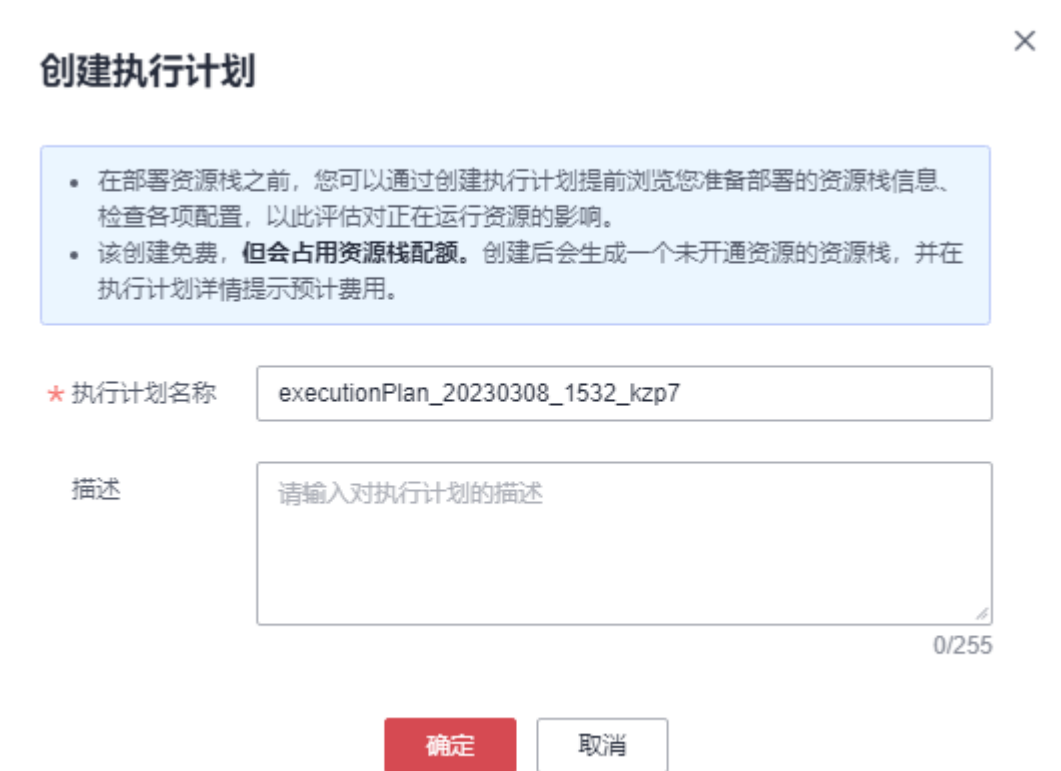 创建执行计划
在部署资源栈之前，您可以通过创建执行计划提前浏览您准备部署的资源栈信息、
检查各项配置，以此评估对正在运行资源的影响。
该创建免费，但会占用资源栈配额。创建后会生成一个未开通资源的资源栈，并在
执行计划详情提示预计费用。
* 执行计划名称 executionPlan_20230308_1532_kzp7
描述 请输入对执行计划的描述
0/255
确定 取消